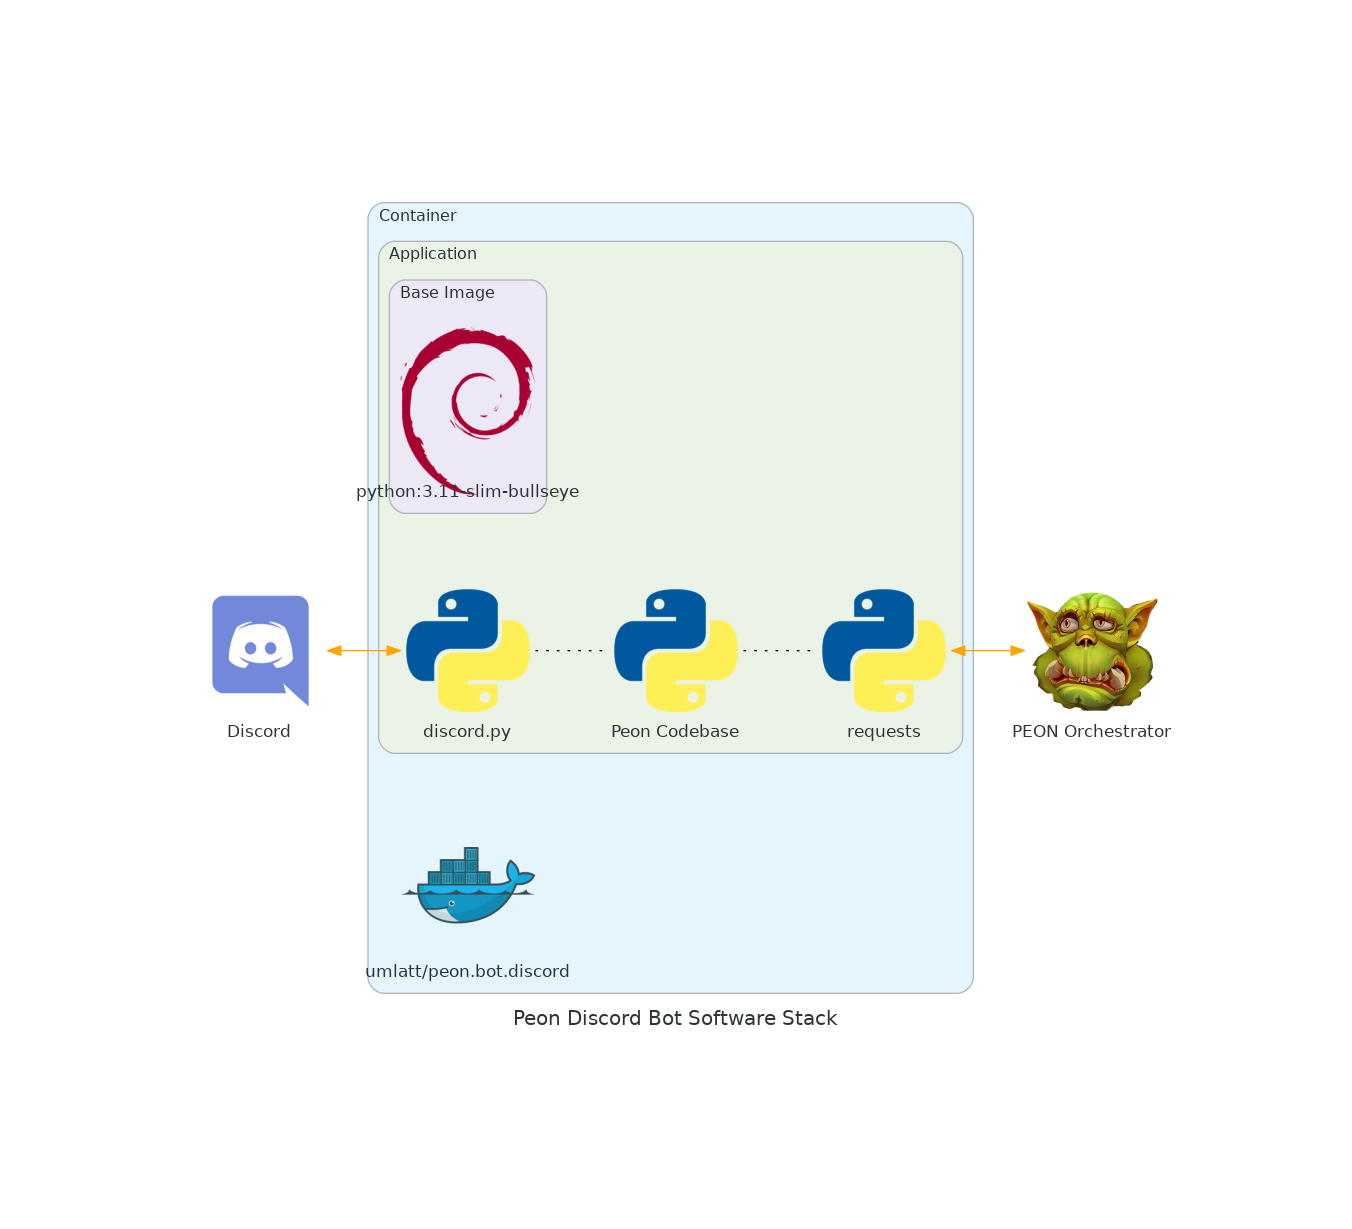 Container
Application
Base Image
python:3.11-slim-bullseye
Discord
discord.py
Peon Codebase
requests
PEON Orchestrator
umlatt/peon.bot.discord
Peon Discord Bot Software Stack